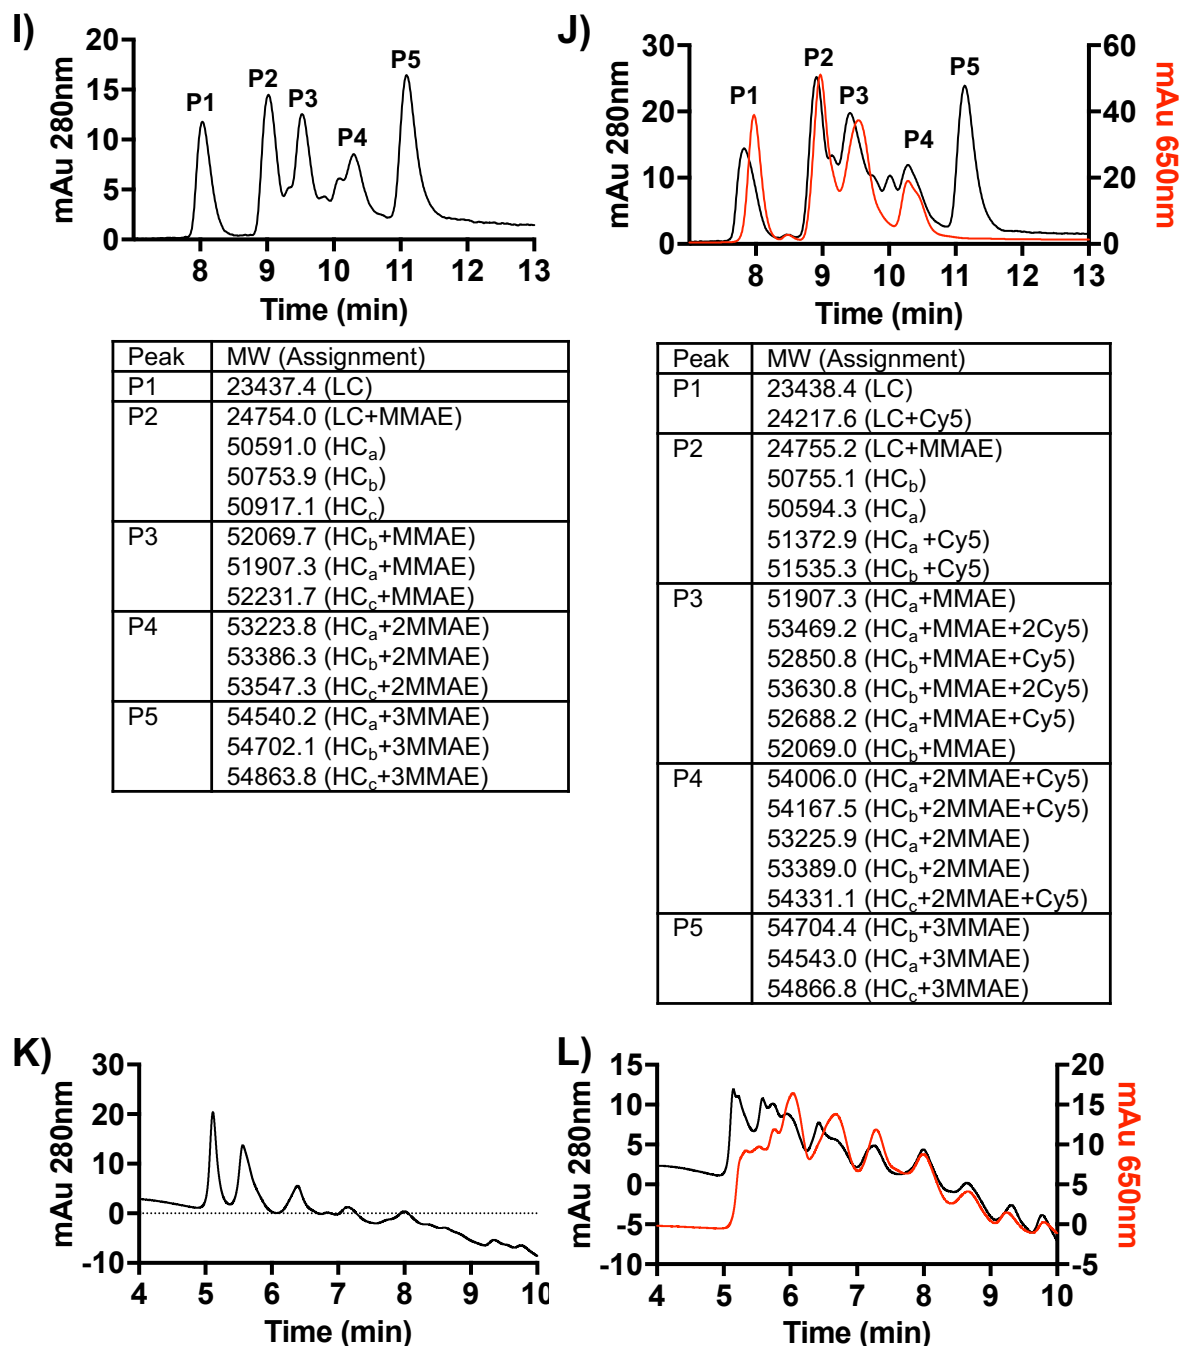 I)
mAu 280nm
20
15
10
5
0
P1
P2
P3
P4
P5
8 9 10 11 12 13
Time (min)
Peak MW (Assignment)
P1 23437.4 (LC)
P2 24754.0 (LC+MMAE)
50591.0 (HCa)
50753.9 (HCb)
50917.1 (HCc)
P3 52069.7 (HCb+MMAE)
51907.3 (HCa+MMAE)
52231.7 (HCc+MMAE)
P4 53223.8 (HCa+2MMAE)
53386.3 (HCb+2MMAE)
53547.3 (HCc+2MMAE)
P5 54540.2 (HCa+3MMAE)
54702.1 (HCb+3MMAE)
54863.8 (HCc+3MMAE)
J)
mAu 280nm
30
20
10
0
P1
P2
P3
P4
P5
60
40
20
0
mAu 650nm
8 9 10 11 12 13
Time (min)
Peak MW (Assignment)
P1 23438.4 (LC)
24217.6 (LC+Cy5)
P2 24755.2 (LC+MMAE)
50755.1 (HCb)
50594.3 (HCa)
51372.9 (HCa +Cy5)
51535.3 (HCb +Cy5)
P3 51907.3 (HCa+MMAE)
53469.2 (HCa+MMAE+2Cy5)
52850.8 (HCb+MMAE+Cy5)
53630.8 (HCb+MMAE+2Cy5)
52688.2 (HCa+MMAE+Cy5)
52069.0 (HCb+MMAE)
P4 54006.0 (HCa+2MMAE+Cy5)
54167.5 (HCb+2MMAE+Cy5)
53225.9 (HCa+2MMAE)
53389.0 (HCb+2MMAE)
54331.1 (HCc+2MMAE+Cy5)
P5 54704.4 (HCb+3MMAE)
54543.0 (HCa+3MMAE)
54866.8 (HCc+3MMAE)
K)
mAu 280nm
30
20
10
0
-10
4 5 6 7 8 9 10
Time (min)
L)
mAu 280nm
15
10
5
0
-5
-10
20
15
10
5
0
-5
mAu 650nm
4 5 6 7 8 9 10
Time (min)